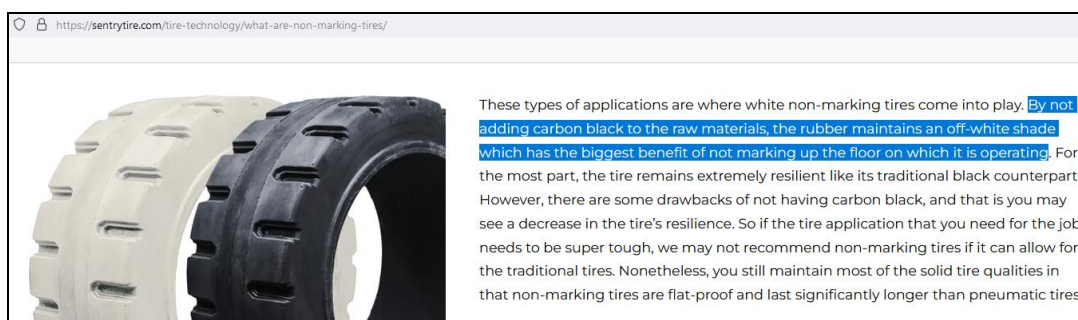 https://sentrytire.com/tire-technology/what-are-non-marking-tires/
These types of applications are where white non-marking tires come into play. By not
adding carbon black to the raw materials, the rubber maintains an off-white shade
which has the biggest benefit of not marking up the floor on which it is operating. For
the most part, the tire remains extremely resilient like its traditional black counterpart
However, there are some drawbacks of not having carbon black, and that is you may
see a decrease in the tire's resilience. So if the tire application that you need for the job
needs to be super tough, we may not recommend non-marking tires if it can allow for
the traditional tires. Nonetheless, you still maintain most of the solid tire qualities in
that non-marking tires are flat-proof and last significantly longer than pneumatic tires